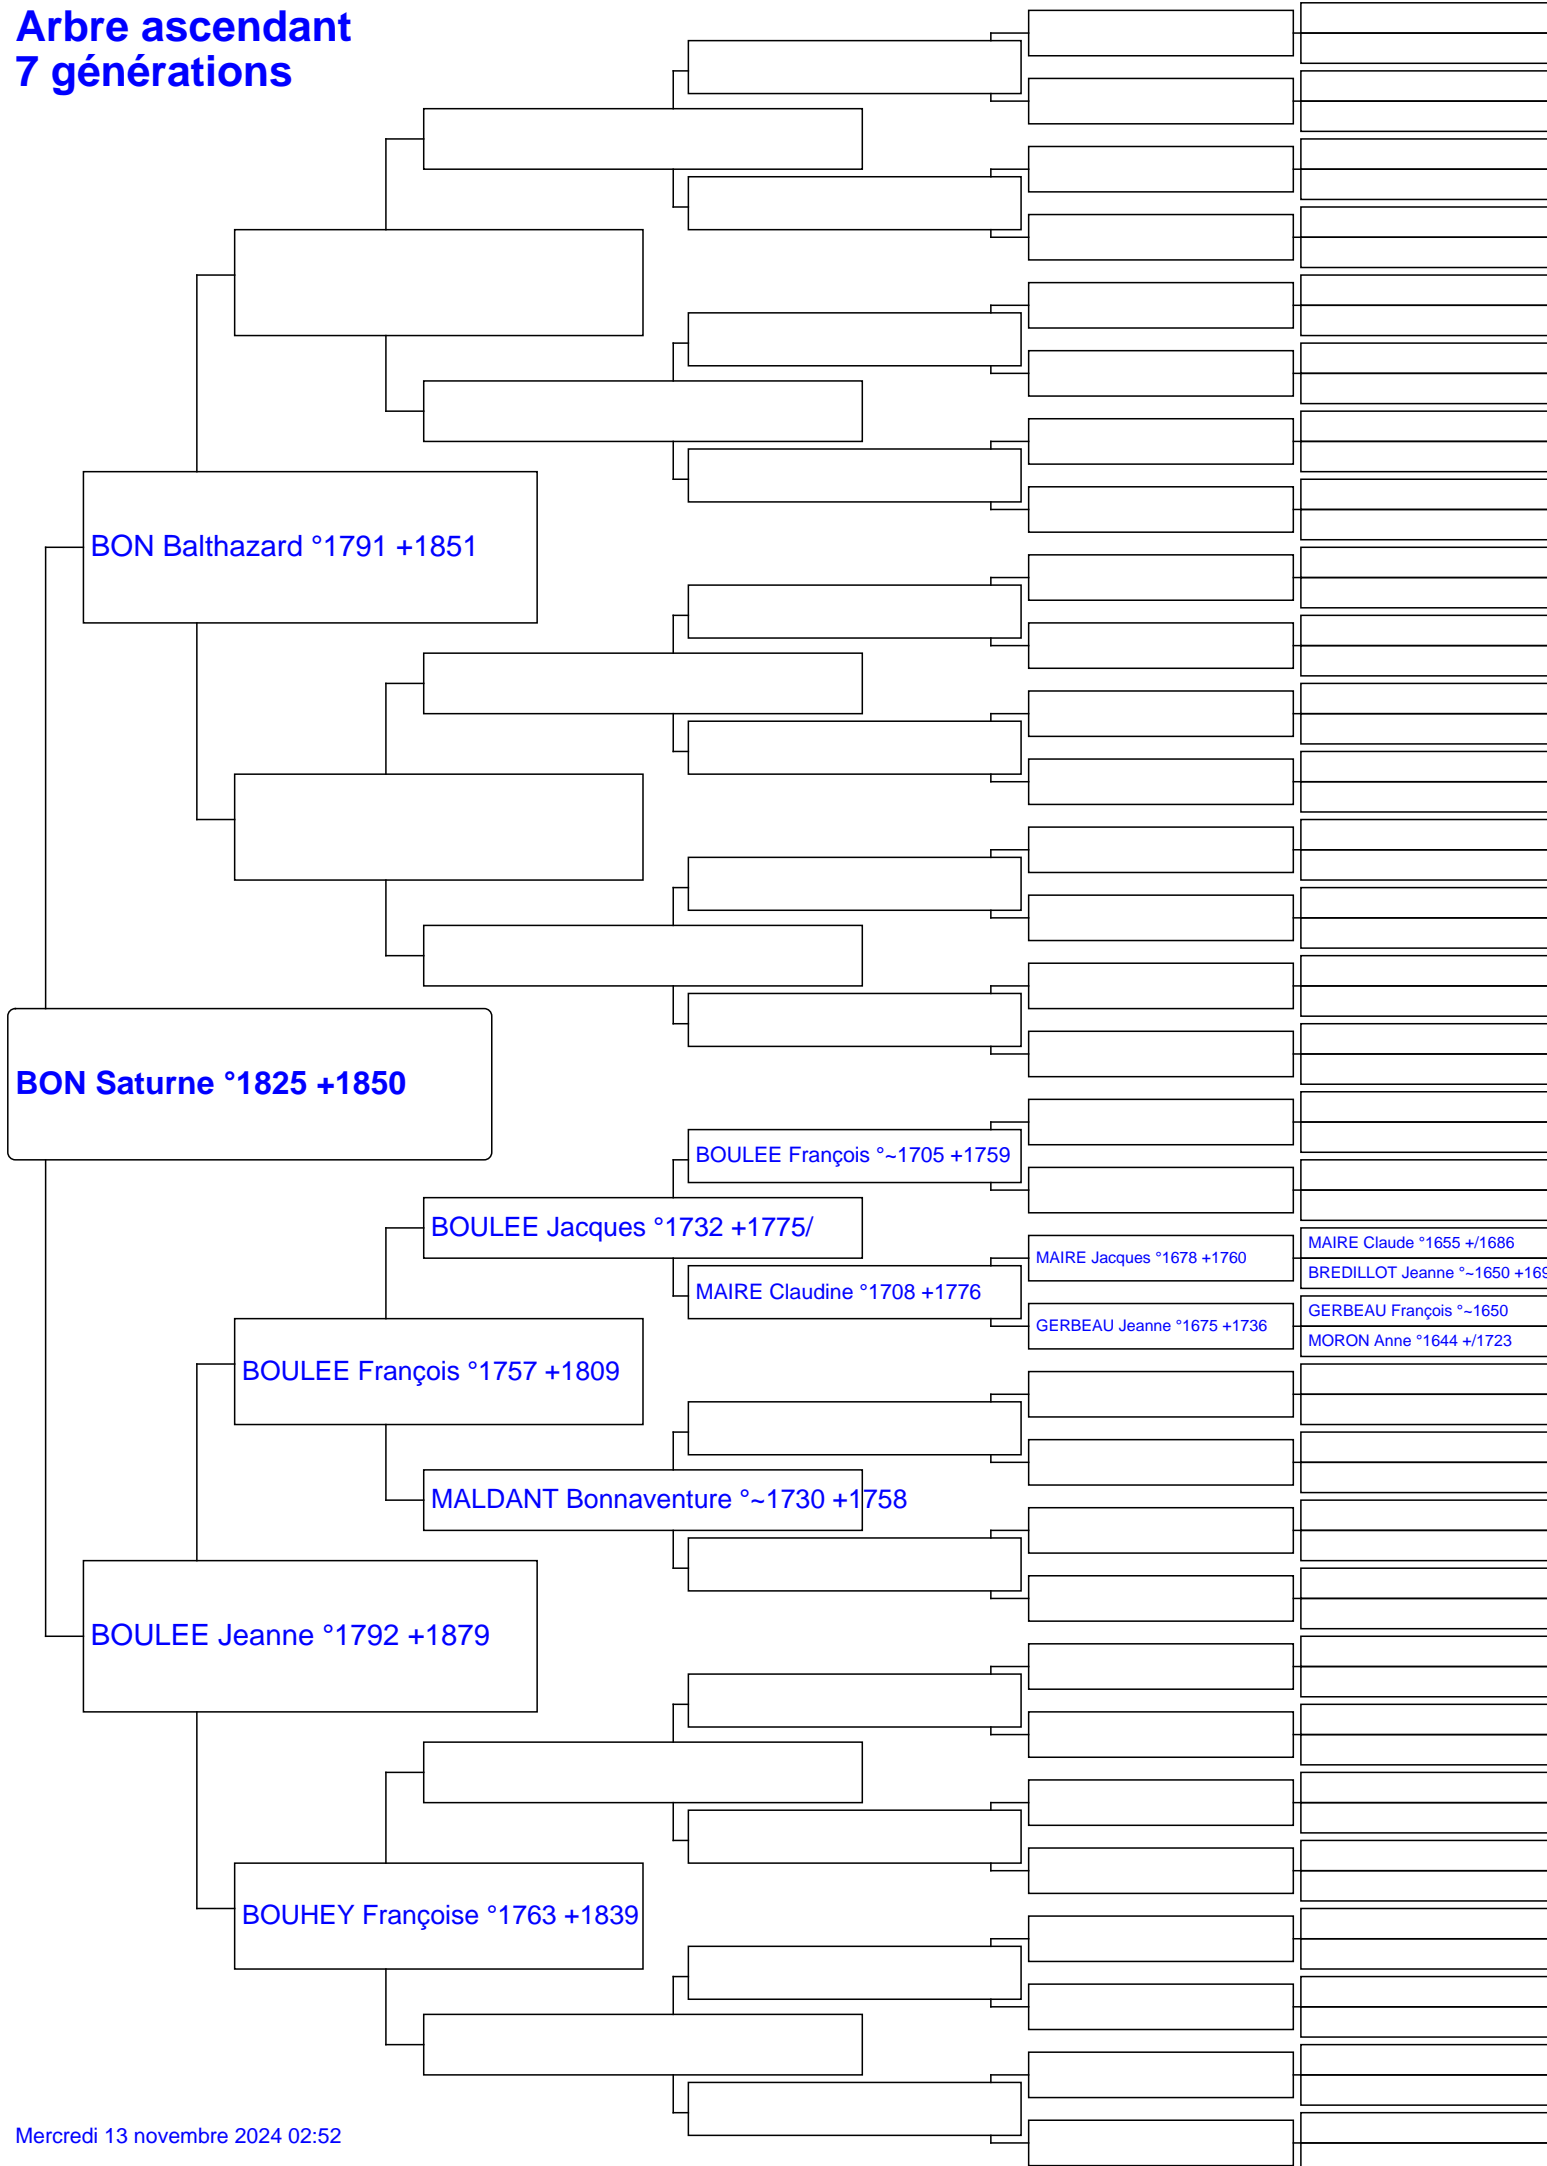 Arbre ascendant
7 générations
BON Balthazard °1791 +1851
BON Saturne °1825 +1850
BOULEE François °~1705 +1759
BOULEE Jacques °1732 +1775/
MAIRE Claude °1655 +/1686
MAIRE Jacques °1678 +1760
BREDILLOT Jeanne °~1650 +169
MAIRE Claudine °1708 +1776
GERBEAU François °~1650
GERBEAU Jeanne °1675 +1736
MORON Anne °1644 +/1723
BOULEE François °1757 +1809
MALDANT Bonnaventure °~1730 +1758
BOULEE Jeanne °1792 +1879
BOUHEY Françoise °1763 +1839
Mercredi 13 novembre 2024 02:52